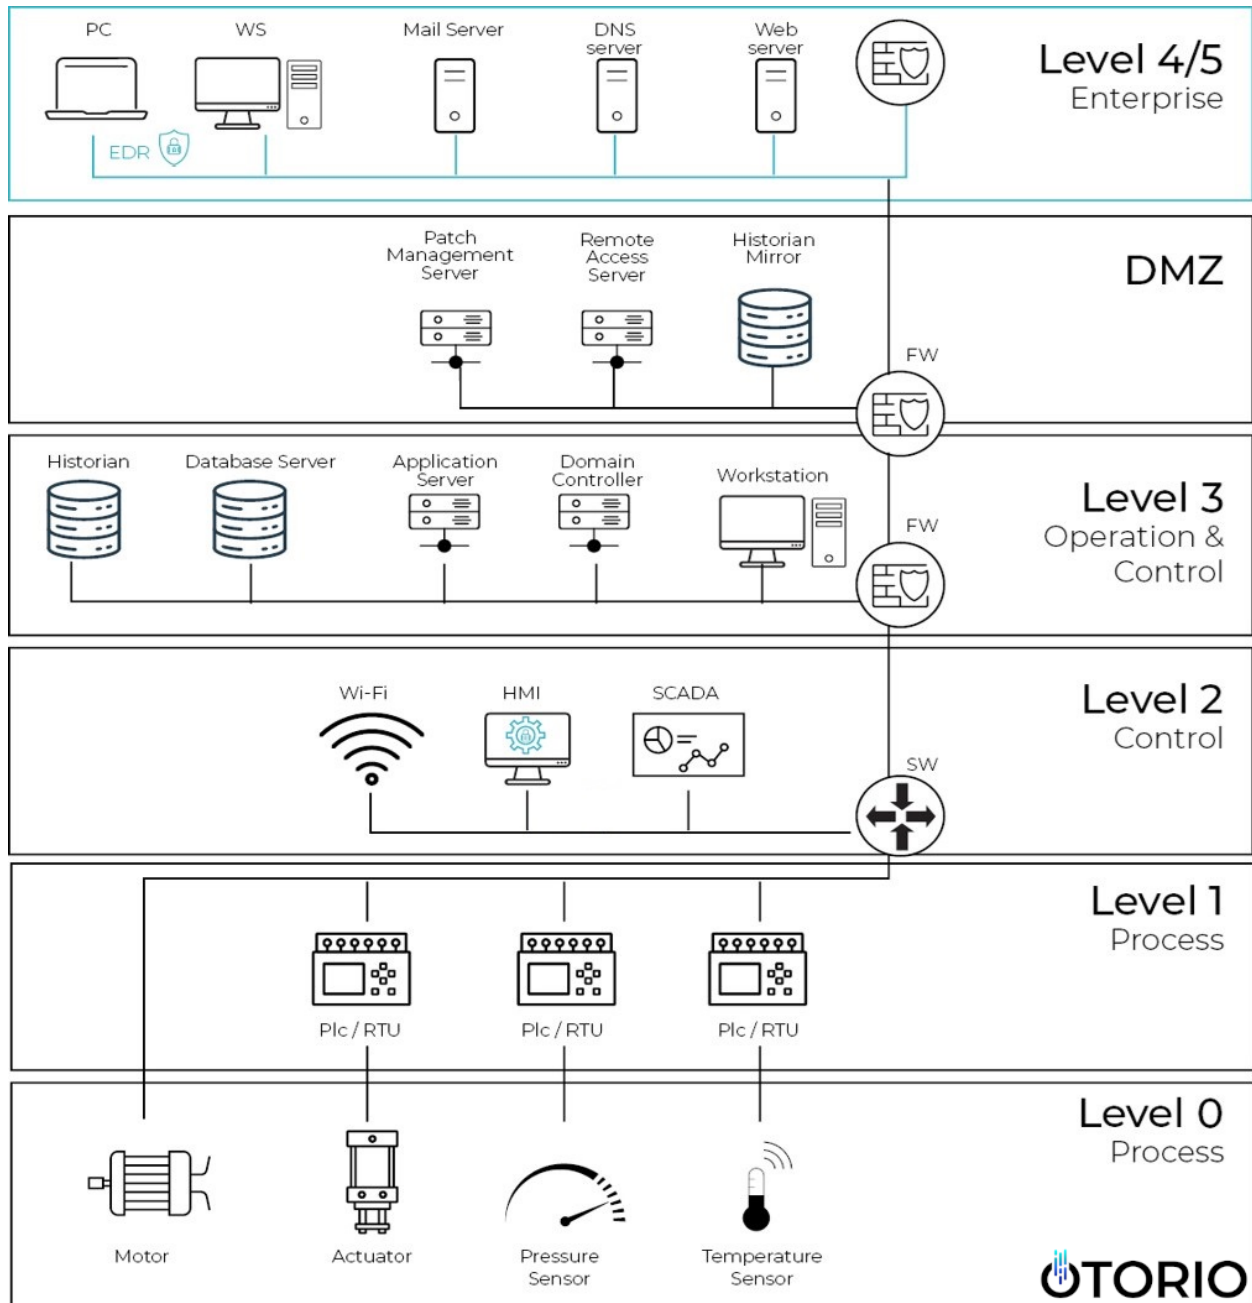 PC
WS
Mail Server
DNS
server
Web
server
Level 4/5
Enterprise
EDR
Patch
Management
Server
Remote
Access
Server
Historian
Mirror
DMZ
FW
Historian
Database Server
Application
Server
Domain
Controller
Workstation
Level 3
Operation &
Control
FW
Wi-Fi
HMI
SCADA
Level 2
Control
SW
Level 1
Process
Plc / RTU
Plc / RTU
Plc / RTU
Level 0
Process
Motor
Actuator
Pressure
Sensor
Temperature
Sensor
OTORIO